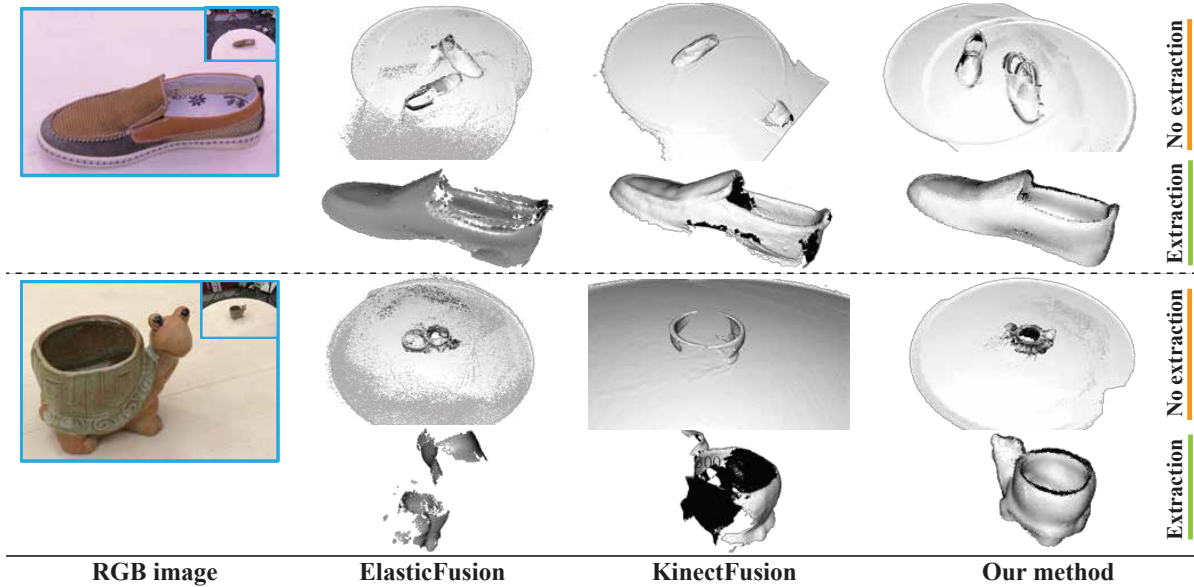 No extraction
Extraction
No extraction
Extraction
RGB image
ElasticFusion
KinectFusion
Our method